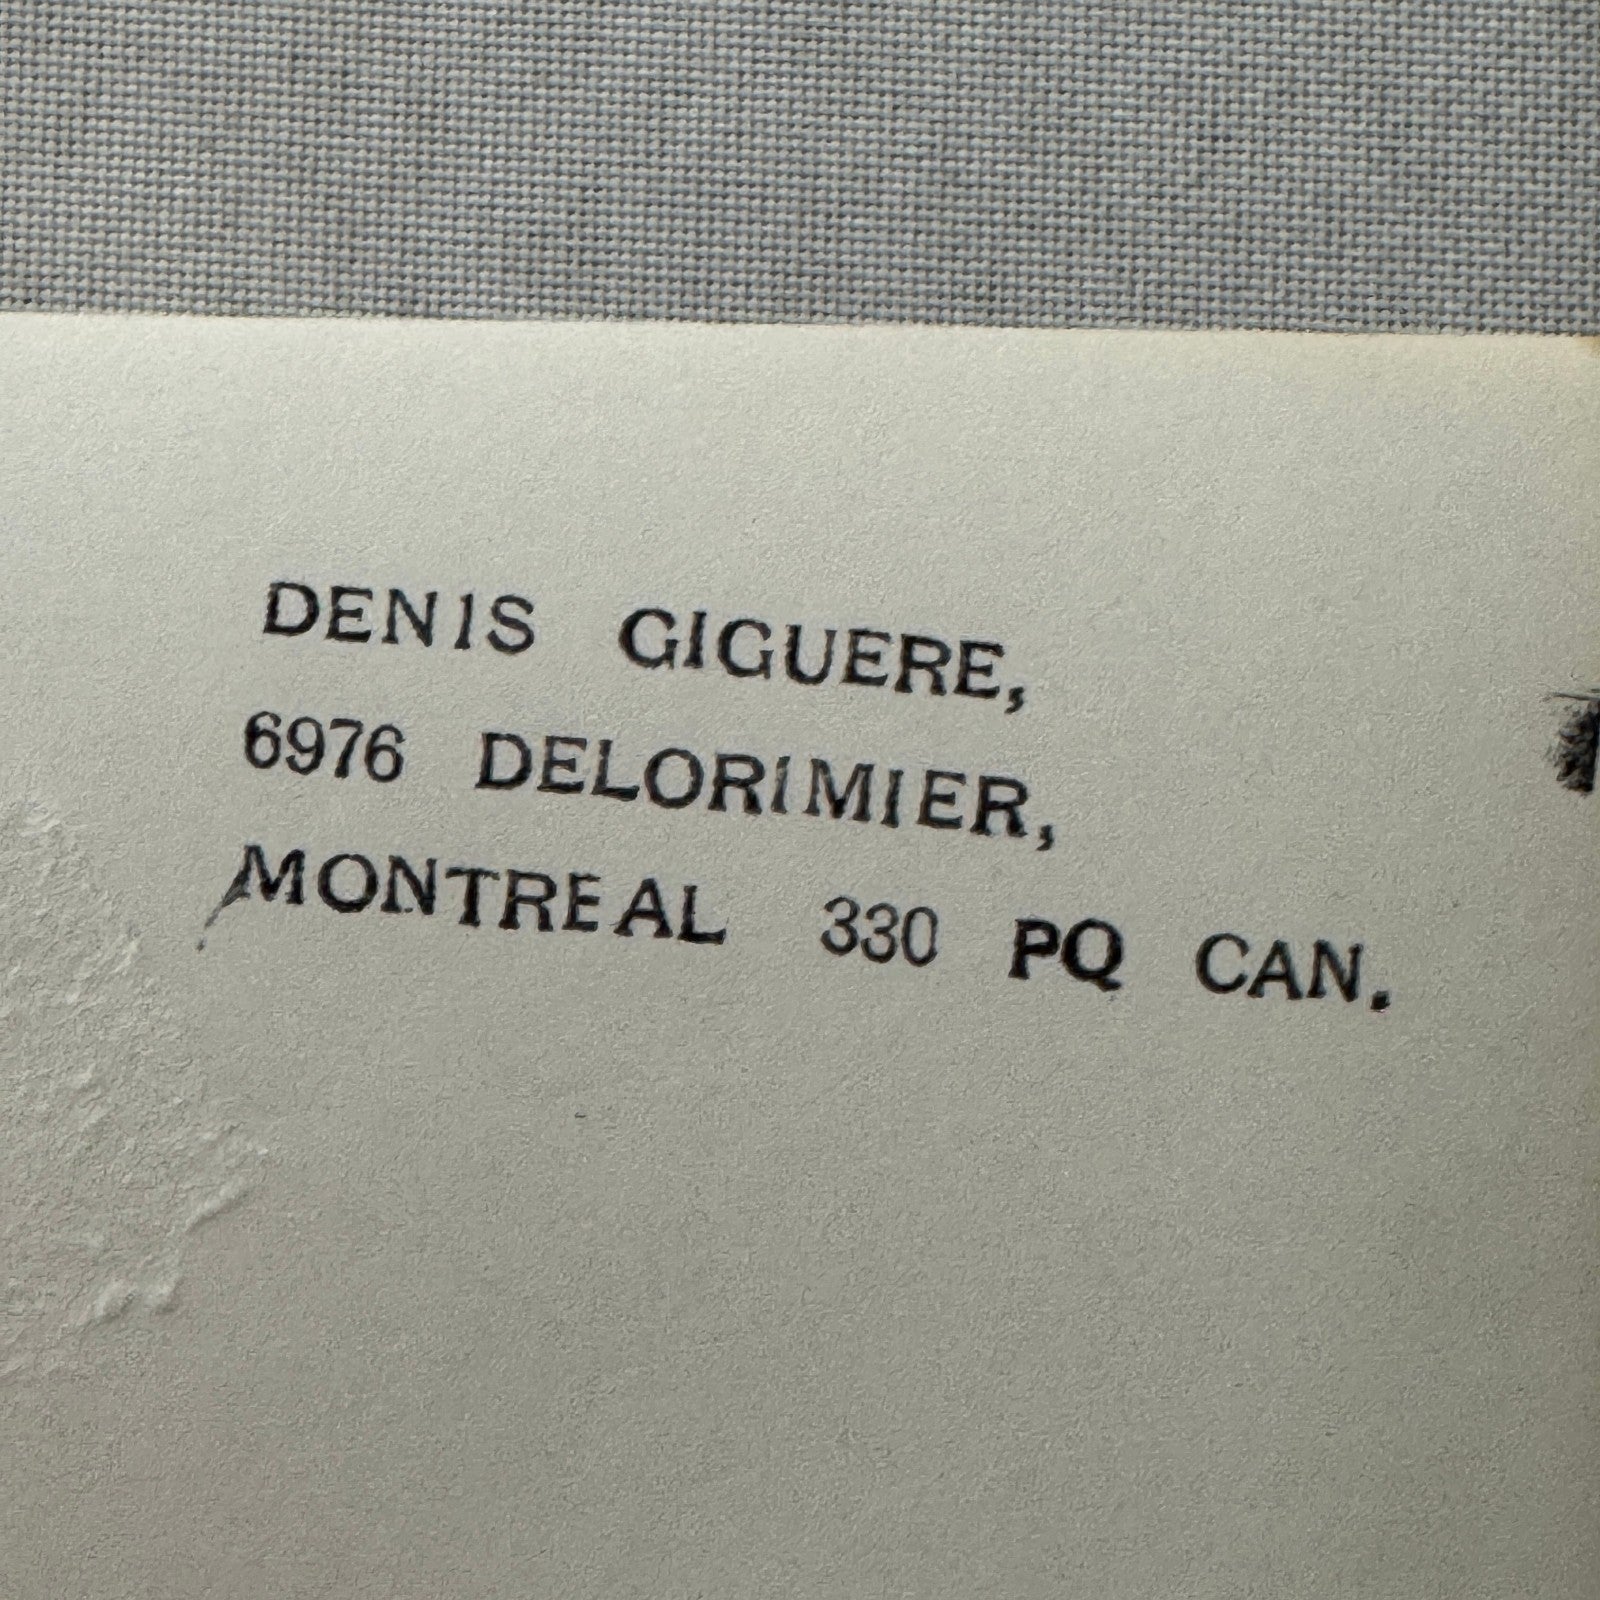 DENIS GIGUERE,
6976 DELORIMIER,
MONTREAL 330 PQ CAN.